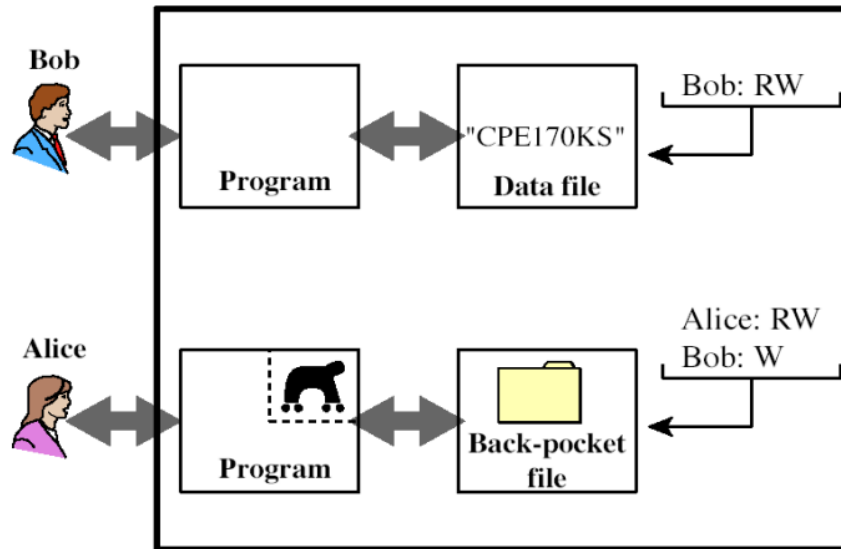 Bob
Bob: RW
"CPE170KS"
Program
Data file
Alice
Alice: RW
Bob: W
Program
Back-pocket
file